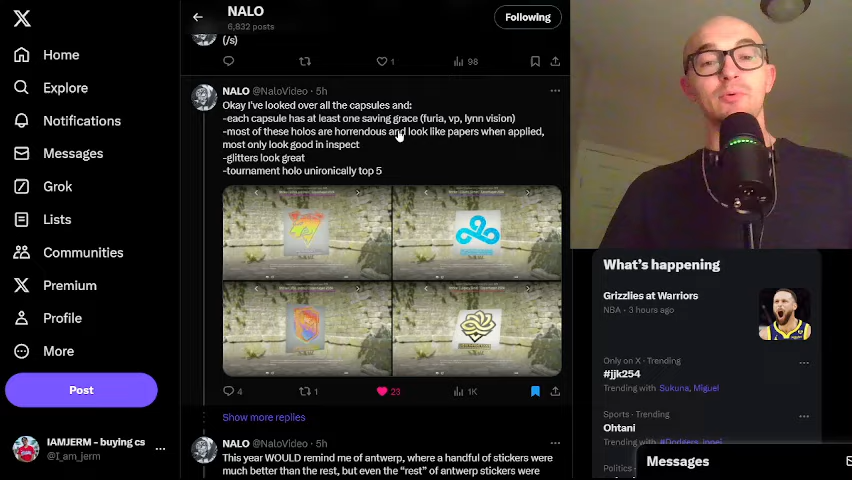 Home
Explore
Notifications
Messages
Grok
Lists
Communities
Premium
Profile
More
Post
IAMJERM - buying cs
@I_am_jerm
NALO
6,832 posts
Following
(/s)
1
98
NALO @NaloVideo · 5h
Okay I've looked over all the capsules and:
-each capsule has at least one saving grace (furia, vp, lynn vision)
-most of these holos are horrendous and look like papers when applied,
most only look good in inspect
-glitters look great
-tournament holo unironically top 5
4
1
23
1K
Show more replies
NALO @NaloVideo · 5h
This year WOULD remind me of antwerp, where a handful of stickers were
much better than the rest, but even the "rest" of antwerp stickers were
What's happening
Grizzlies at Warriors
NBA · 3 hours ago
Only on X · Trending
#jjk254
Trending with Sukuna, Miguel
Sports · Trending
Ohtani
Trending with #Dodgers
Politics
Messages